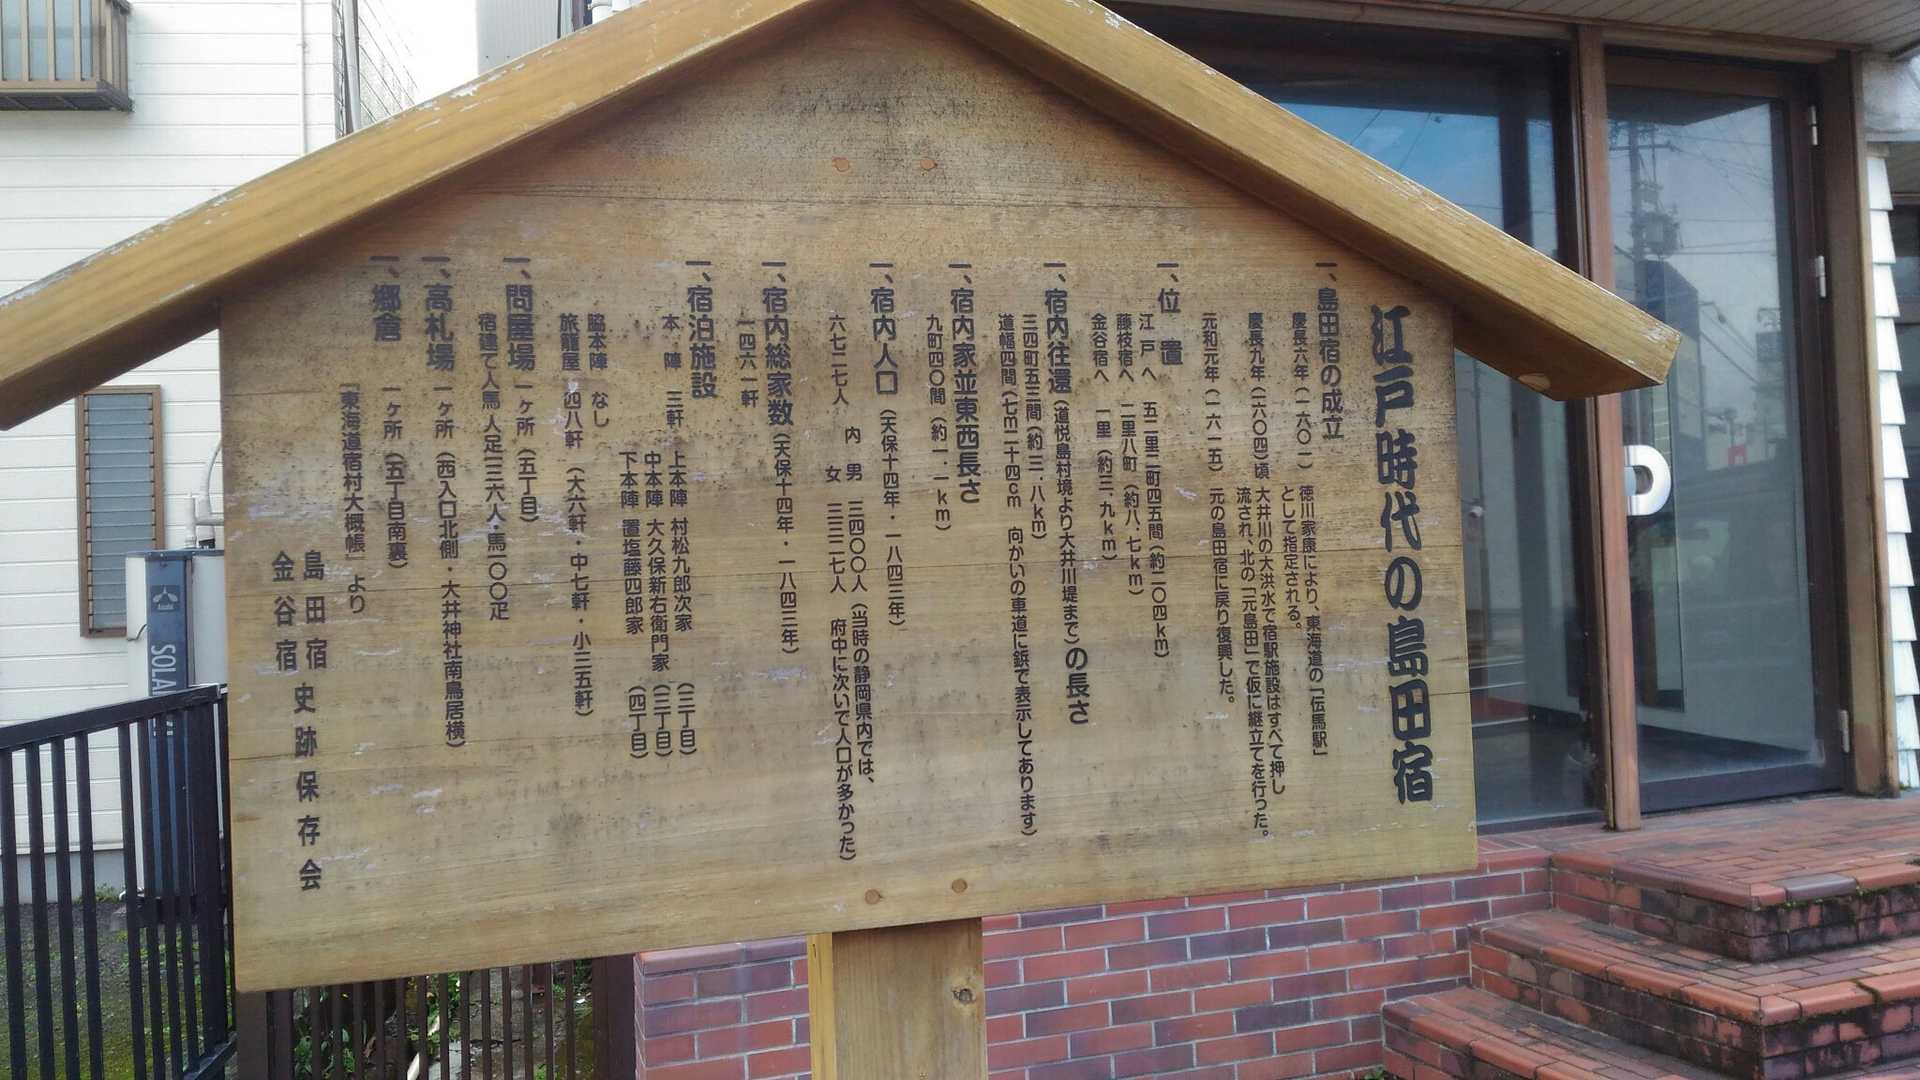 江戸時代の島田宿
一、島田宿の成立
慶長六年(一六〇一) 徳川家康により、東海道の「伝馬駅」
として指定される。
慶長九年(一六〇四)頃 大井川の大洪水で宿駅施設はすべて押し
流され、北の「元島田」で仮に継立てを行った。
元和元年(一六一五) 元の島田宿に戻り復興した。
一、位置
江戸へ 五二里二町四五間(約二〇四km)
藤枝宿へ 二里八町(約八.七km)
金谷宿へ 一里(約三.九km)
一、宿内往還(道悦島村境より大井川堤まで)の長さ
三四町五三間(約三.八km)
道幅四間(七m二十四cm 向かいの車道に鋲で表示してあります)
一、宿内家並東西長さ
九町四〇間(約一.一km)
一、宿内人口(天保十四年・一八四三年)
六七二七人 内 男 三四〇〇人(当時の静岡県内では、
女 三三二七人 府中に次いで人口が多かった)
一、宿内総家数(天保十四年・一八四三年)
一四六一軒
一、宿泊施設
本陣 三軒 上本陣 村松九郎次家 (三丁目)
中本陣 大久保新右衛門家(三丁目)
下本陣 置塩藤四郎家 (四丁目)
脇本陣 なし
旅籠屋 四八軒 (大六軒・中七軒・小三五軒)
一、問屋場 一ヶ所(五丁目)
宿建て人馬 人足一三六人・馬一〇〇疋
一、高札場 一ヶ所(西入口北側・大井神社南鳥居横)
一、郷倉 一ヶ所(五丁目南裏)
「東海道宿村大概帳」より
島田宿
金谷宿 史跡保存会
SOLA